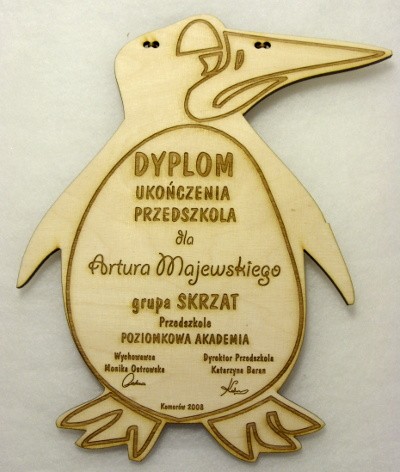 DYPLOM
UKOŃCZENIA
PRZEDSZKOLA
dla
Artura Majewskiego
grupa SKRZAT
Przedszkole
POZIOMKOWA AKADEMIA
Wychowawca Dyrektor Przedszkola
Monika Ostrowska Katarzyna Baran
Komorów 2008